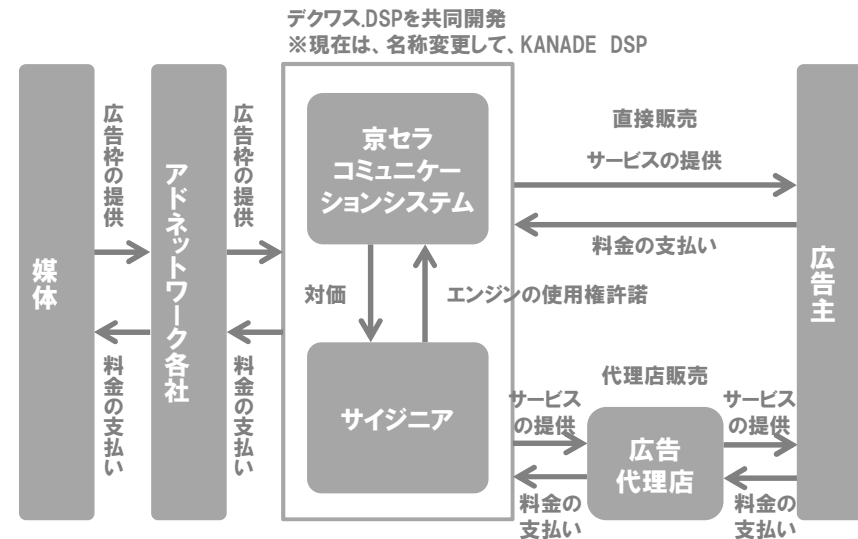 デクワス.DSPを共同開発
※現在は、名称変更して、KANADE DSP
媒体
広告枠の提供
料金の支払い
アドネットワーク各社
広告枠の提供
料金の支払い
京セラ
コミュニケー
ションシステム
対価
エンジンの使用権許諾
サイジニア
直接販売
サービスの提供
料金の支払い
代理店販売
サービス
の提供
料金の
支払い
広告
代理店
サービス
の提供
料金の
支払い
広告主